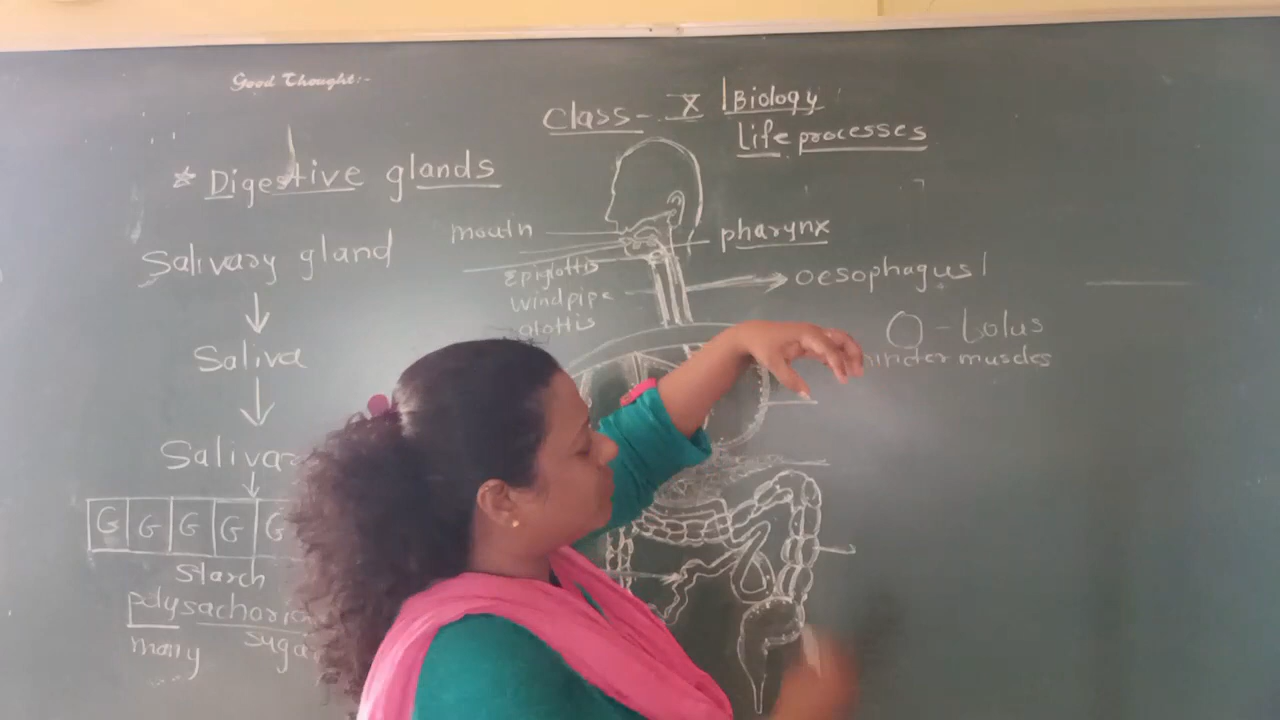 Good Thought:-
Class- X Biology
Life processes
* Digestive glands
Salivary gland
Saliva
G G G G G
Starch
many
mouth
pharynx
Epiglottis
windpipe
glottis
oesophagus
- bolus
muscles